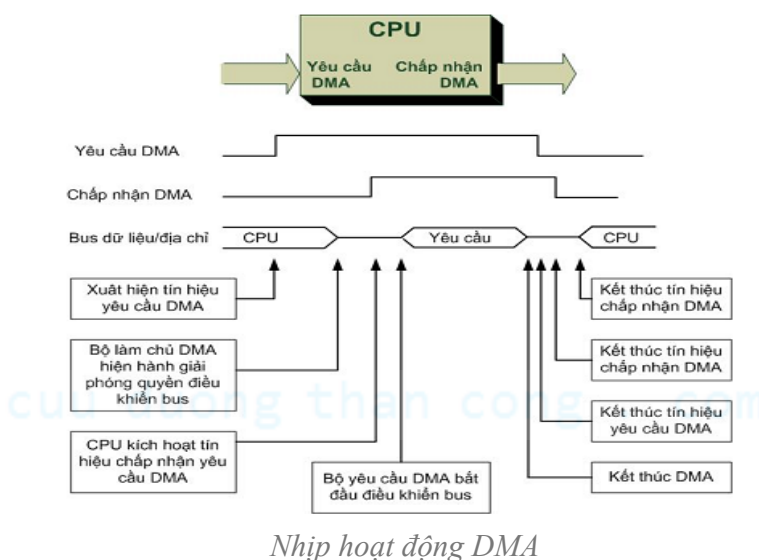 CPU
Yêu cầu
DMA
Chấp nhận
DMA
Yêu cầu DMA
Chấp nhận DMA
Bus dữ liệu/địa chỉ
CPU
Yêu cầu
CPU
Xuât hiện tín hiệu
yêu cầu DMA
Bộ làm chủ DMA
hiện hành giải
phóng quyền điều
khiển bus
CPU kích hoạt tín
hiệu chấp nhận yêu
cầu DMA
Bộ yêu cầu DMA bắt
đầu điều khiển bus
Kết thúc tín hiệu
chấp nhận DMA
Kết thúc tín hiệu
chấp nhận DMA
Kết thúc tín hiệu
yêu cầu DMA
Kết thúc DMA
cuu duong than cong . com
Nhịp hoạt động DMA